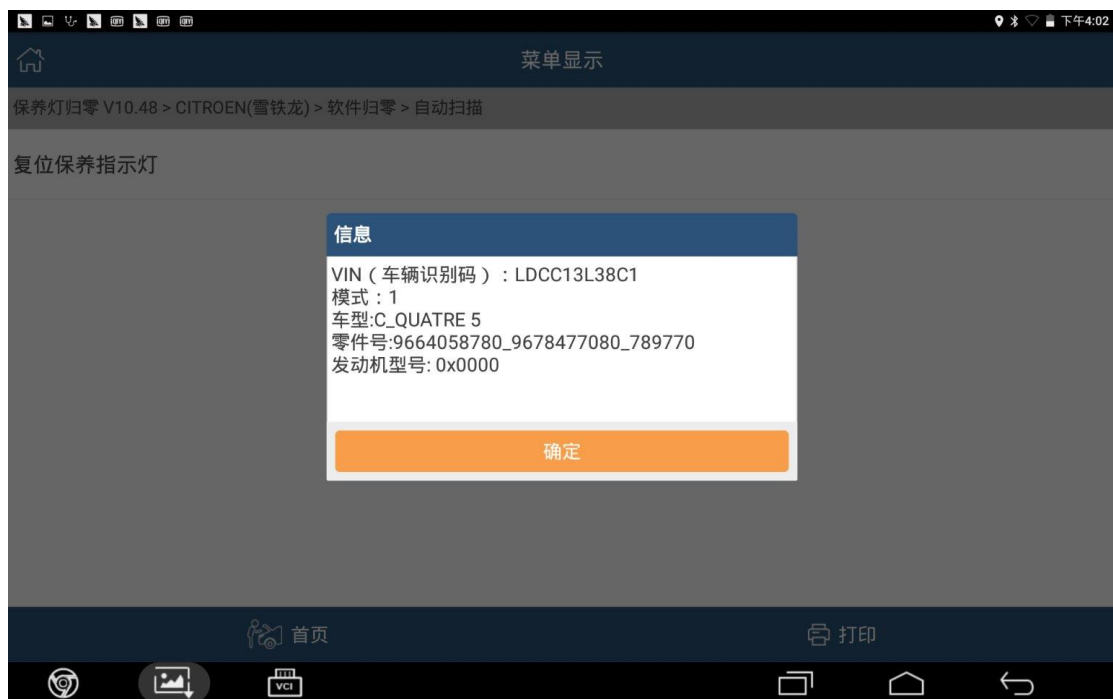 下午4:02
菜单显示
保养灯归零 V10.48 > CITROEN(雪铁龙) > 软件归零 > 自动扫描
复位保养指示灯
信息
VIN（车辆识别码）：LDCC13L38C1
模式：1
车型:C_QUATRE 5
零件号:9664058780_9678477080_789770
发动机型号: 0x0000
确定
首页
打印
VCI